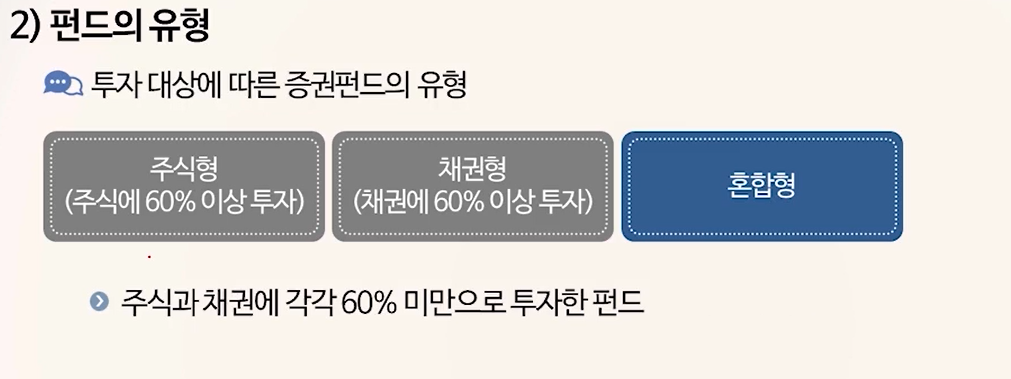 2) 펀드의 유형
투자 대상에 따른 증권펀드의 유형
주식형
(주식에 60% 이상 투자)
채권형
(채권에 60% 이상 투자)
혼합형
주식과 채권에 각각 60% 미만으로 투자한 펀드